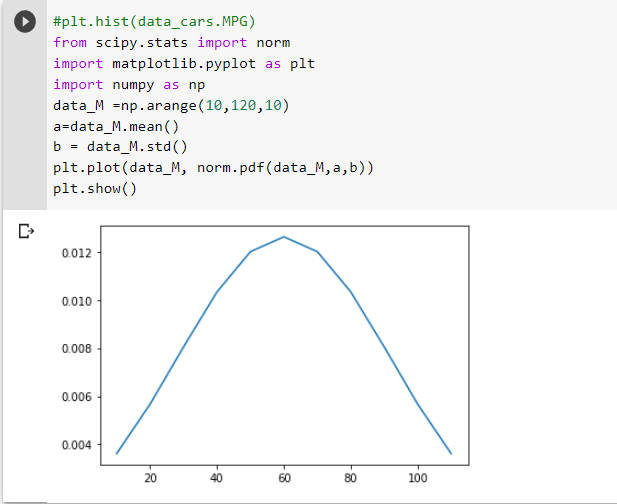 #plt.hist(data_cars.MPG)
from scipy.stats import norm
import matplotlib.pyplot as plt
import numpy as np
data_M =np.arange(10,120,10)
a=data_M.mean()
b = data_M.std()
plt.plot(data_M, norm.pdf(data_M,a,b))
plt.show()
0.012
0.010
0.008
0.006
0.004
20 40 60 80 100